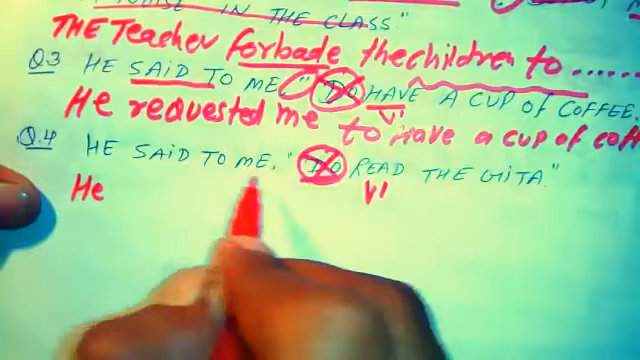 IN THE CLASS."
THE Teacher forbade the children to ......
Q.3 HE SAID TO ME, " DO HAVE A CUP OF COFFEE.
V1
He requested me to have a cup of coff
Q.4 HE SAID TO ME, " DO READ THE GITA."
He V1